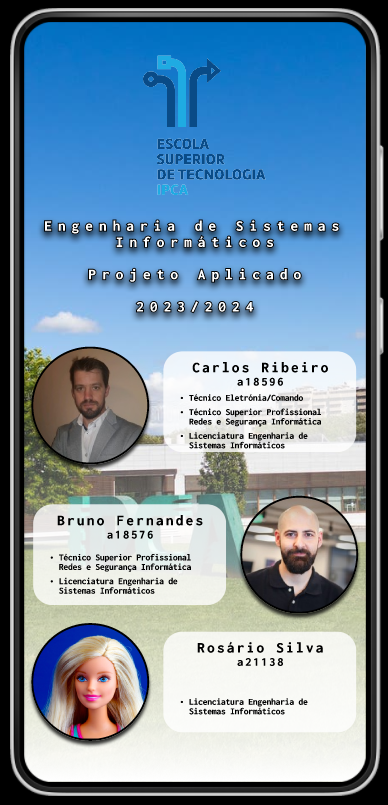 ESCOLA
SUPERIOR
DE TECNOLOGIA
IPCA
Engenharia de Sistemas
Informáticos
Projeto Aplicado
2023/2024
Carlos Ribeiro
a18596
• Técnico Eletrónia/Comando
• Técnico Superior Profissional
Redes e Segurança Informática
• Licenciatura Engenharia de
Sistemas Informáticos
Bruno Fernandes
a18576
• Técnico Superior Profissional
Redes e Segurança Informática
• Licenciatura Engenharia de
Sistemas Informáticos
Rosário Silva
a21138
• Licenciatura Engenharia de
Sistemas Informáticos